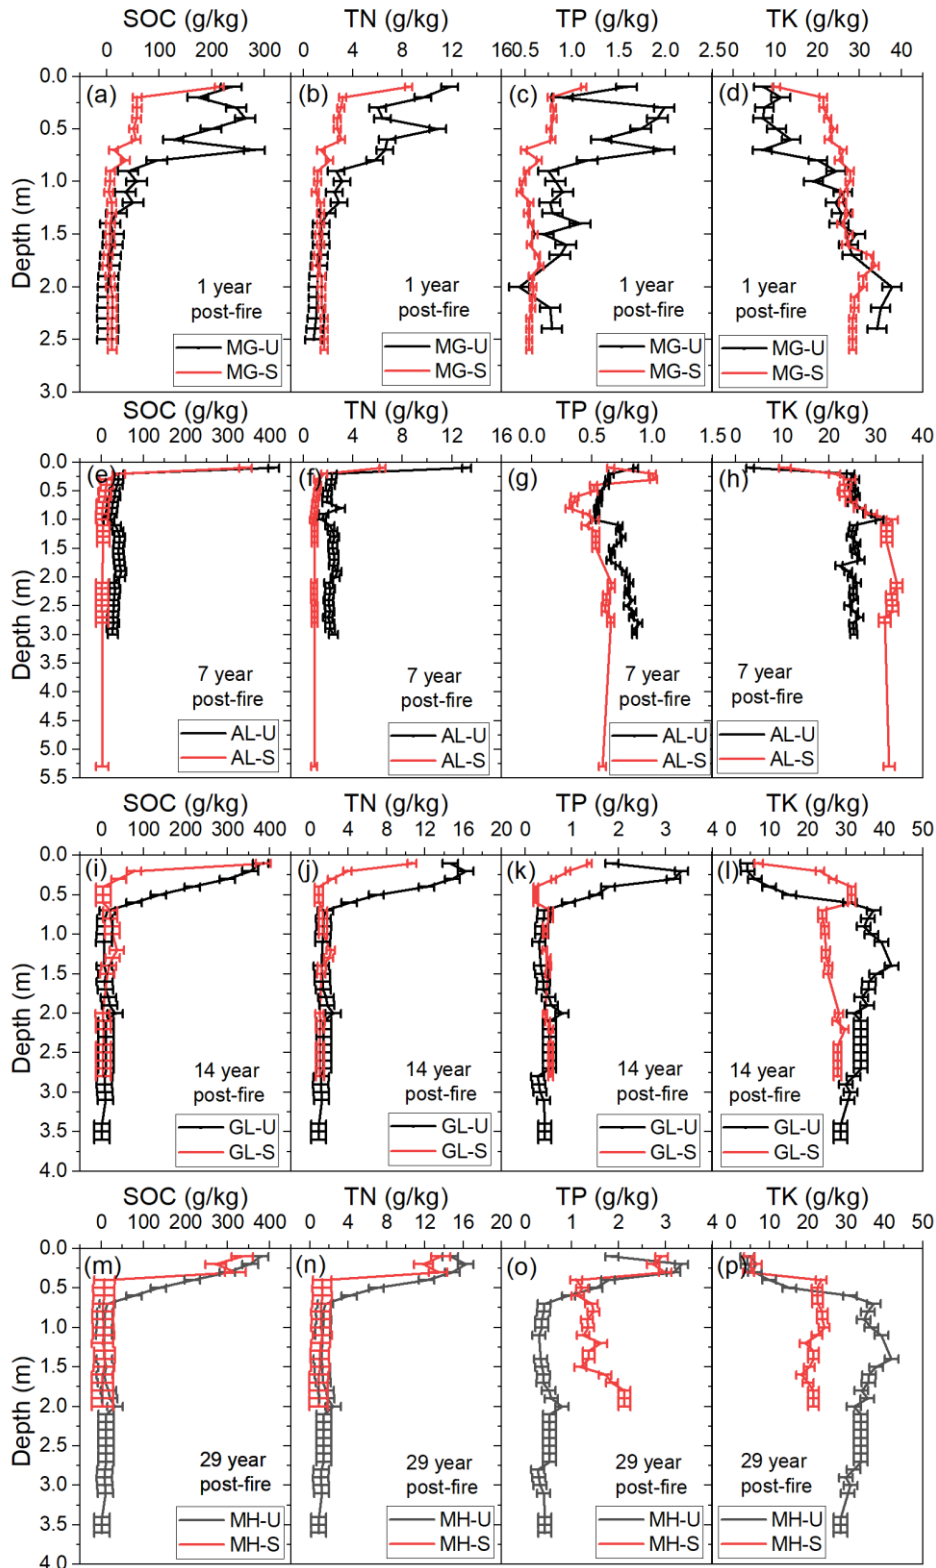 SOC (g/kg) TN (g/kg) TP (g/kg) TK (g/kg)
0 100 200 300 0 4 8 12 160.5 1.0 1.5 2.0 2.50 10 20 30 40
0.0 (a) (b) (c) (d)
0.5
Depth (m)
1.0
1.5
2.0 1 year post-fire 1 year post-fire 1 year post-fire 1 year post-fire
2.5 MG-U MG-U MG-U MG-U
3.0 MG-S MG-S MG-S MG-S
SOC (g/kg) TN (g/kg) TP (g/kg) TK (g/kg)
0 100 200 300 400 0 4 8 12 16 0.0 0.5 1.0 1.5 0 10 20 30 40
0.0 (e) (f) (g) (h)
0.5
1.0
1.5
Depth (m)
2.0
2.5
3.0
3.5 7 year 7 year 7 year 7 year
4.0 post-fire post-fire post-fire post-fire
4.5 AL-U AL-U AL-U AL-U
5.0 AL-S AL-S AL-S AL-S
5.5
SOC (g/kg) TN (g/kg) TP (g/kg) TK (g/kg)
0 100 200 300 400 0 4 8 12 16 20 0 1 2 3 4 0 10 20 30 40 50
0.0 (i) (j) (k) (l)
0.5
1.0
Depth (m)
1.5
2.0
2.5 14 year 14 year 14 year 14 year
3.0 post-fire post-fire post-fire post-fire
3.5 GL-U GL-U GL-U GL-U
4.0 GL-S GL-S GL-S GL-S
SOC (g/kg) TN (g/kg) TP (g/kg) TK (g/kg)
0 100 200 300 400 0 4 8 12 16 20 0 1 2 3 4 0 10 20 30 40 50
0.0 (m) (n) (o) (p)
0.5
1.0
Depth (m)
1.5
2.0
2.5 29 year 29 year 29 year 29 year
3.0 post-fire post-fire post-fire post-fire
3.5 MH-U MH-U MH-U MH-U
4.0 MH-S MH-S MH-S MH-S